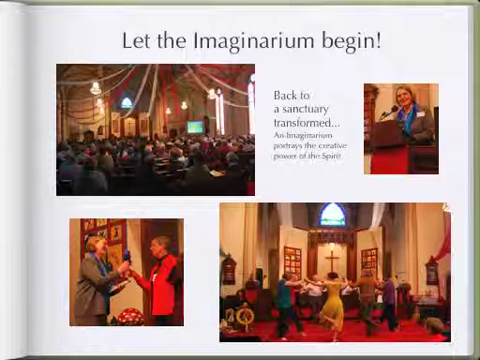 Let the Imaginarium begin!
Back to
a sanctuary
transformed...
An Imaginarium
portrays the creative
power of the Spirit